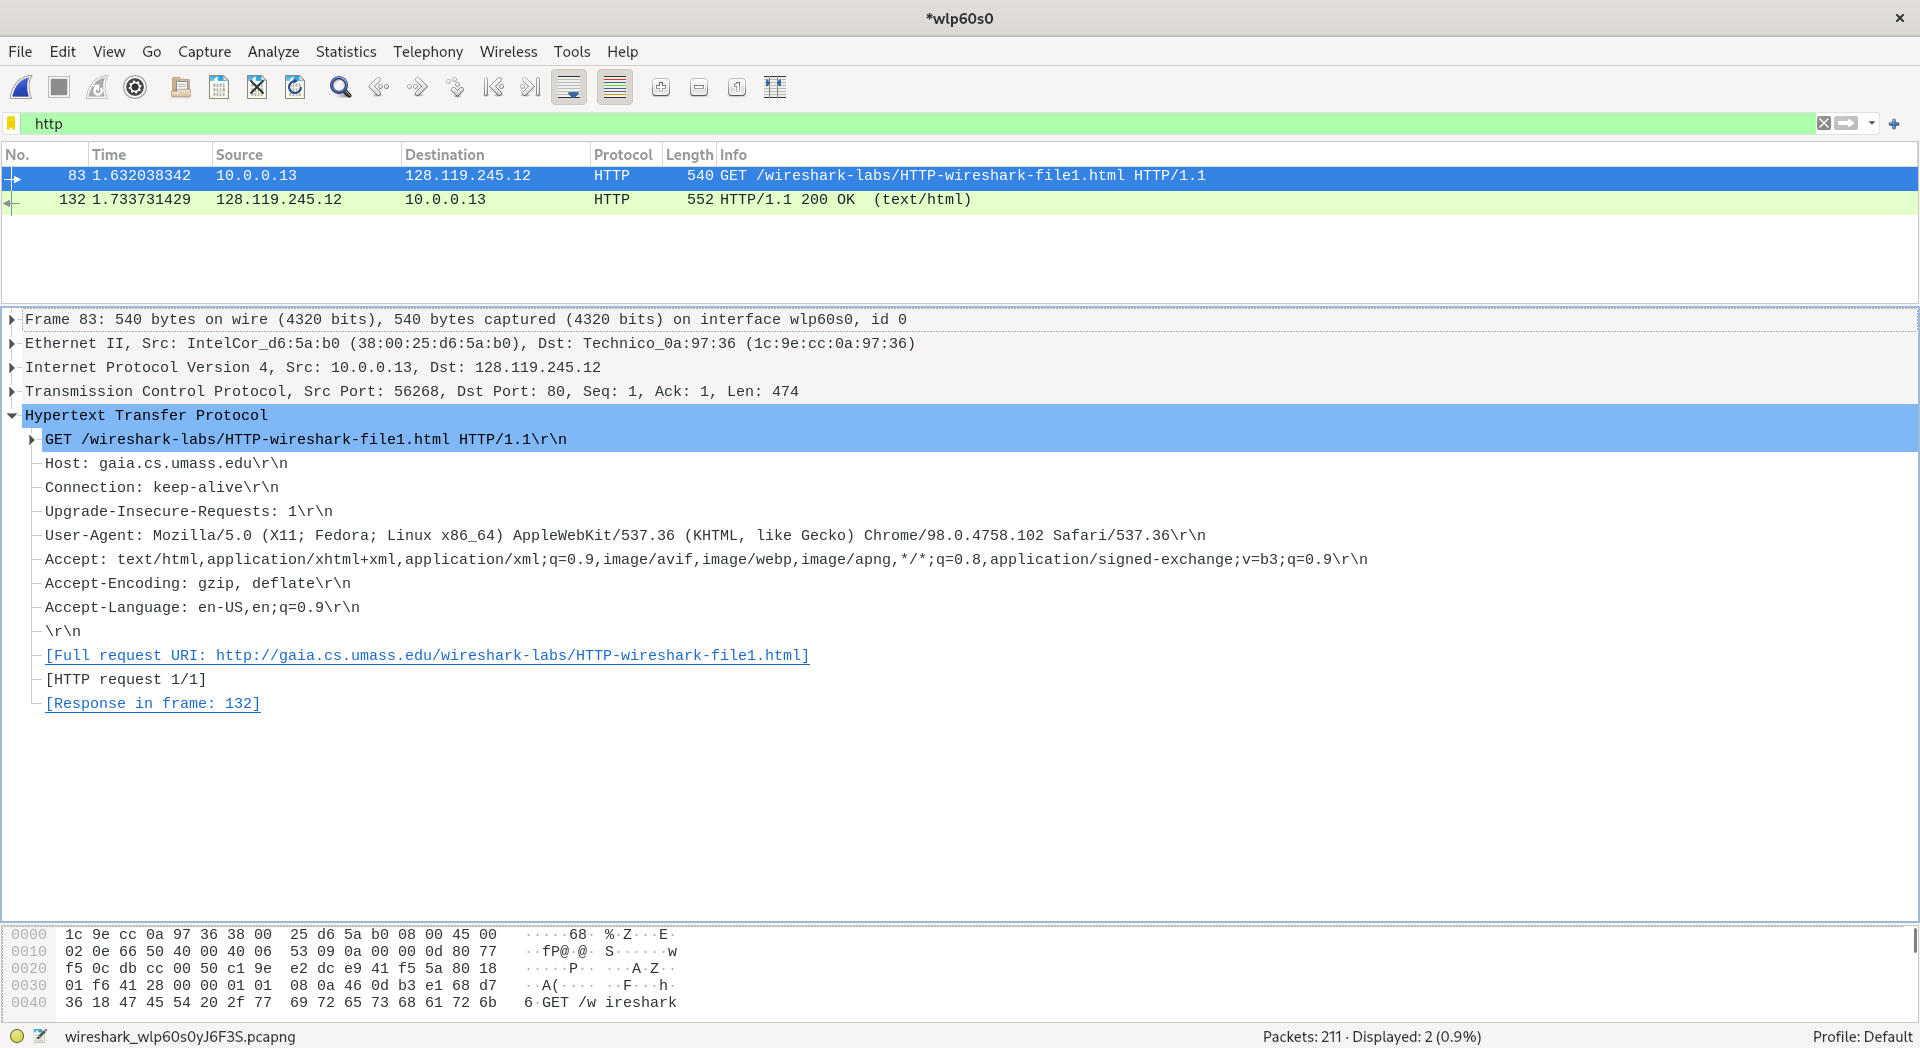 *wlp60s0
File Edit View Go Capture Analyze Statistics Telephony Wireless Tools Help
http
No. Time Source Destination Protocol Length Info
83 1.632038342 10.0.0.13 128.119.245.12 HTTP 540 GET /wireshark-labs/HTTP-wireshark-file1.html HTTP/1.1
132 1.733731429 128.119.245.12 10.0.0.13 HTTP 552 HTTP/1.1 200 OK  (text/html)
Frame 83: 540 bytes on wire (4320 bits), 540 bytes captured (4320 bits) on interface wlp60s0, id 0
Ethernet II, Src: IntelCor_d6:5a:b0 (38:00:25:d6:5a:b0), Dst: Technico_0a:97:36 (1c:9e:cc:0a:97:36)
Internet Protocol Version 4, Src: 10.0.0.13, Dst: 128.119.245.12
Transmission Control Protocol, Src Port: 56268, Dst Port: 80, Seq: 1, Ack: 1, Len: 474
Hypertext Transfer Protocol
GET /wireshark-labs/HTTP-wireshark-file1.html HTTP/1.1\r\n
Host: gaia.cs.umass.edu\r\n
Connection: keep-alive\r\n
Upgrade-Insecure-Requests: 1\r\n
User-Agent: Mozilla/5.0 (X11; Fedora; Linux x86_64) AppleWebKit/537.36 (KHTML, like Gecko) Chrome/98.0.4758.102 Safari/537.36\r\n
Accept: text/html,application/xhtml+xml,application/xml;q=0.9,image/avif,image/webp,image/apng,*/*;q=0.8,application/signed-exchange;v=b3;q=0.9\r\n
Accept-Encoding: gzip, deflate\r\n
Accept-Language: en-US,en;q=0.9\r\n
\r\n
[Full request URI: http://gaia.cs.umass.edu/wireshark-labs/HTTP-wireshark-file1.html]
[HTTP request 1/1]
[Response in frame: 132]
0000 1c 9e cc 0a 97 36 38 00 25 d6 5a b0 08 00 45 00 ·····68· %·Z···E·
0010 02 0e 66 50 40 00 40 06 53 09 0a 00 00 0d 80 77 ··fP@·@· S······w
0020 f5 0c db cc 00 50 c1 9e e2 dc e9 41 f5 5a 80 18 ·····P·· ···A·Z··
0030 01 f6 41 28 00 00 01 01 08 0a 46 0d b3 e1 68 d7 ··A(···· ··F···h·
0040 36 18 47 45 54 20 2f 77 69 72 65 73 68 61 72 6b 6·GET /w ireshark
wireshark_wlp60s0yJ6F3S.pcapng Packets: 211 · Displayed: 2 (0.9%) Profile: Default